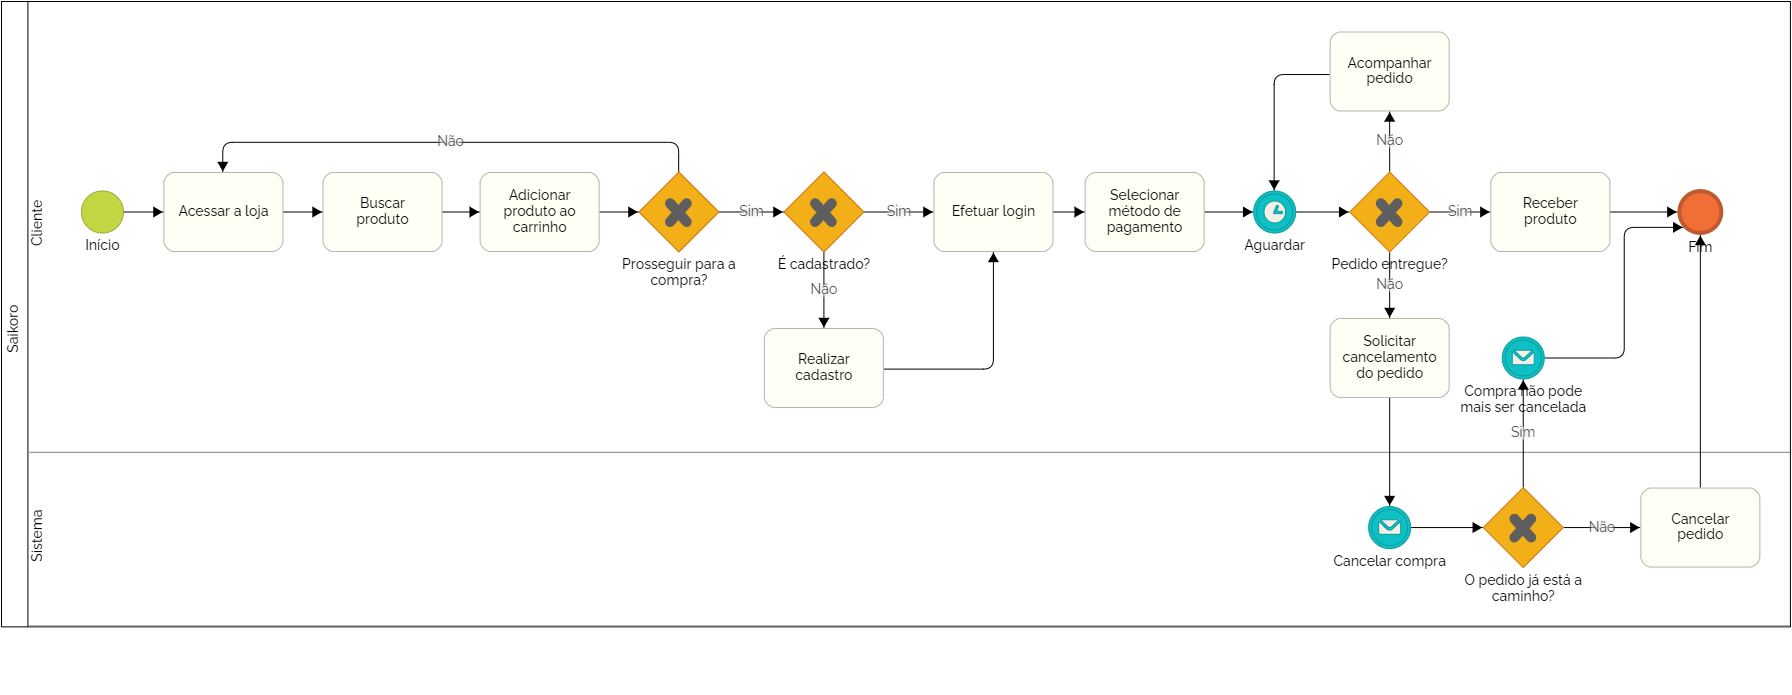 Saikoro
Cliente
Início
Acessar a loja
Buscar
produto
Adicionar
produto ao
carrinho
Não
Prosseguir para a
compra?
Sim
É cadastrado?
Sim
Não
Realizar
cadastro
Efetuar login
Selecionar
método de
pagamento
Aguardar
Acompanhar
pedido
Não
Pedido entregue?
Sim
Receber
produto
Fim
Não
Solicitar
cancelamento
do pedido
Compra não pode
mais ser cancelada
Sim
Sistema
Cancelar compra
O pedido já está a
caminho?
Não
Cancelar
pedido